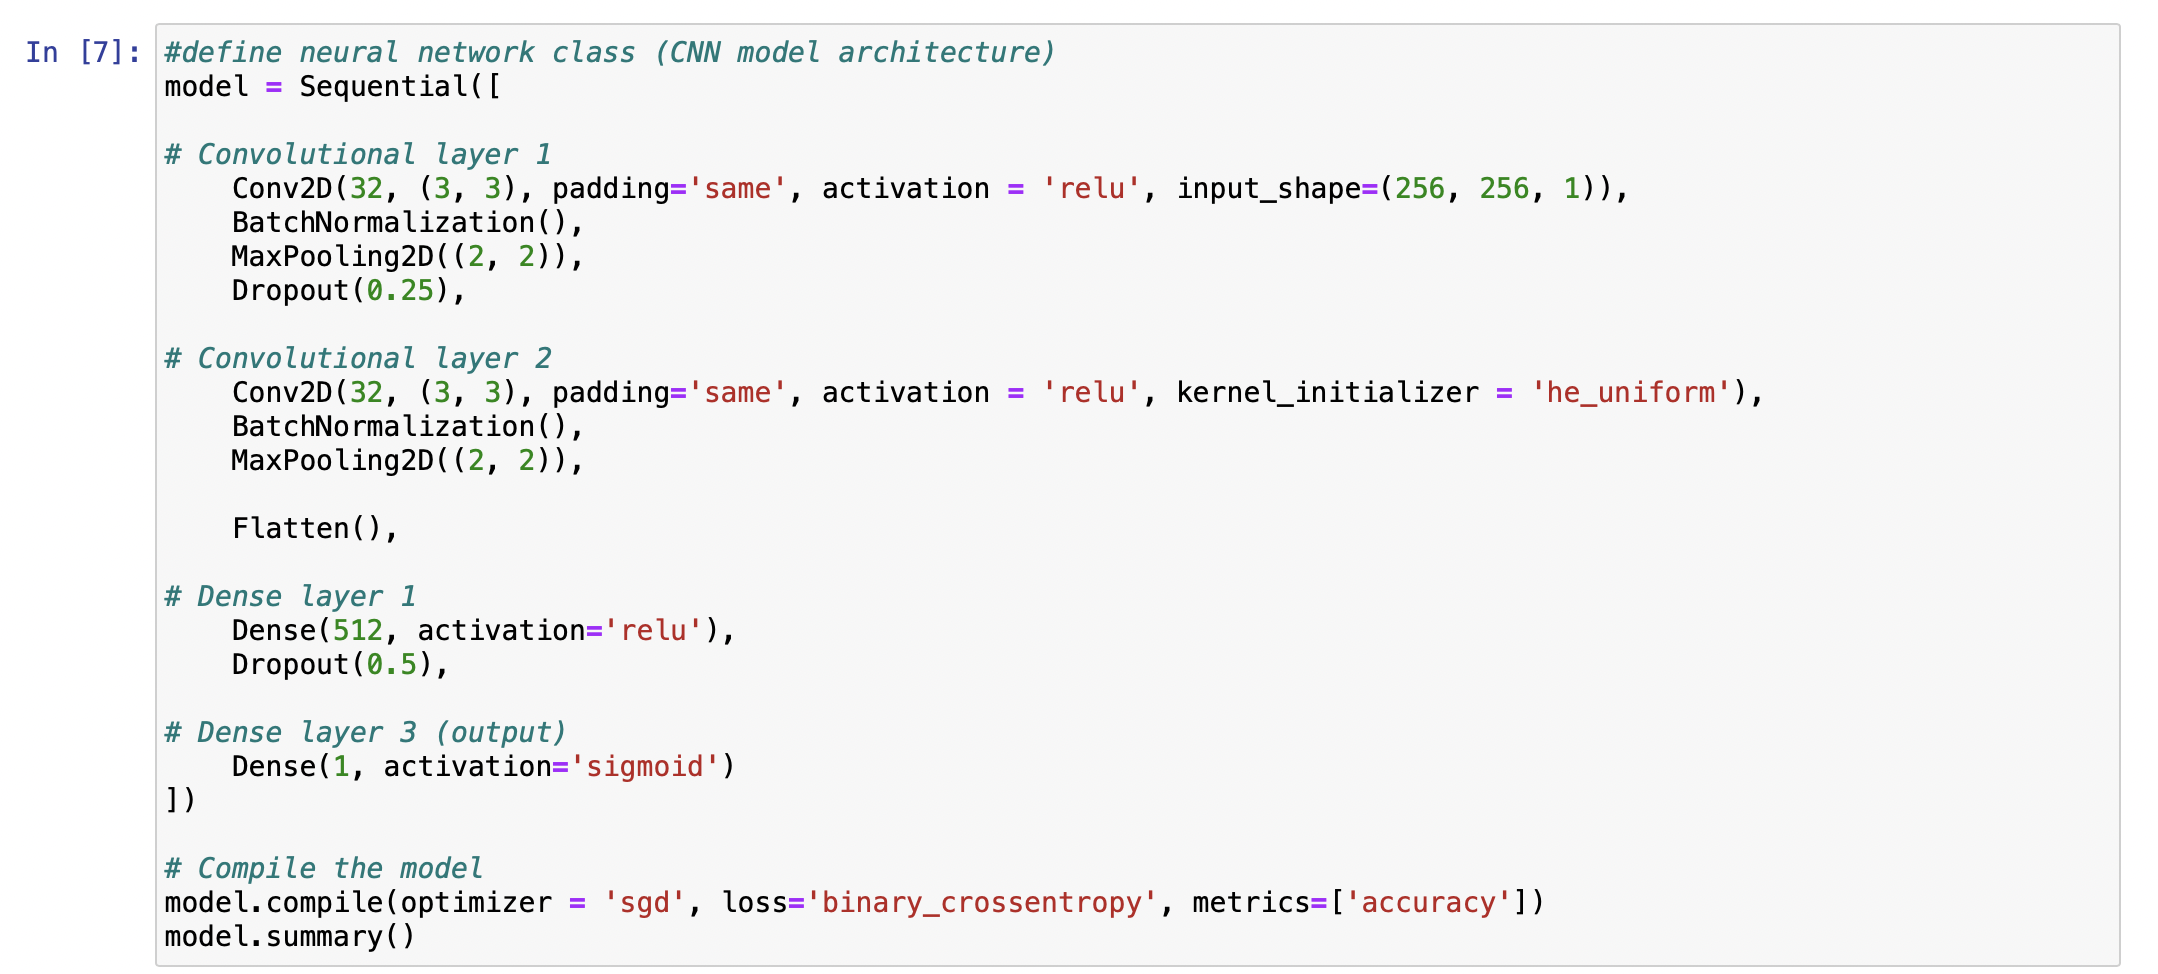 In [7]: #define neural network class (CNN model architecture)
model = Sequential([
# Convolutional layer 1
    Conv2D(32, (3, 3), padding='same', activation = 'relu', input_shape=(256, 256, 1)),
    BatchNormalization(),
    MaxPooling2D((2, 2)),
    Dropout(0.25),
# Convolutional layer 2
    Conv2D(32, (3, 3), padding='same', activation = 'relu', kernel_initializer = 'he_uniform'),
    BatchNormalization(),
    MaxPooling2D((2, 2)),
    Flatten(),
# Dense layer 1
    Dense(512, activation='relu'),
    Dropout(0.5),
# Dense layer 3 (output)
    Dense(1, activation='sigmoid')
])
# Compile the model
model.compile(optimizer = 'sgd', loss='binary_crossentropy', metrics=['accuracy'])
model.summary()